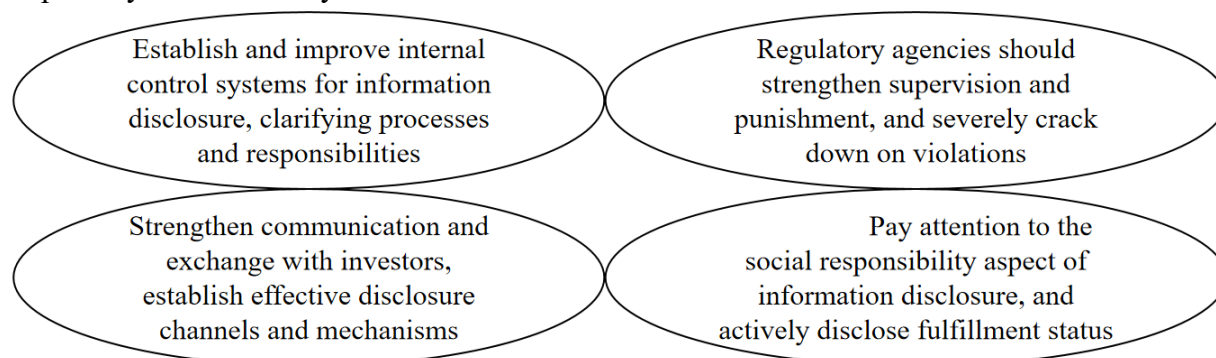 Establish and improve internal
control systems for information
disclosure, clarifying processes
and responsibilities
Regulatory agencies should
strengthen supervision and
punishment, and severely crack
down on violations
Strengthen communication and
exchange with investors,
establish effective disclosure
channels and mechanisms
Pay attention to the
social responsibility aspect of
information disclosure, and
actively disclose fulfillment status